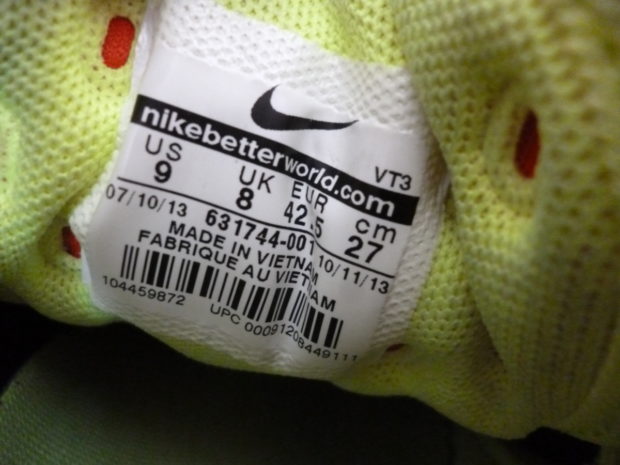 nikebetterworld.com
VT3
US UK EUR cm
9 8 42.5 27
07/10/13 631744-001 10/11/13
MADE IN VIETNAM
FABRIQUE AU VIETNAM
104459872 UPC 00091208449111